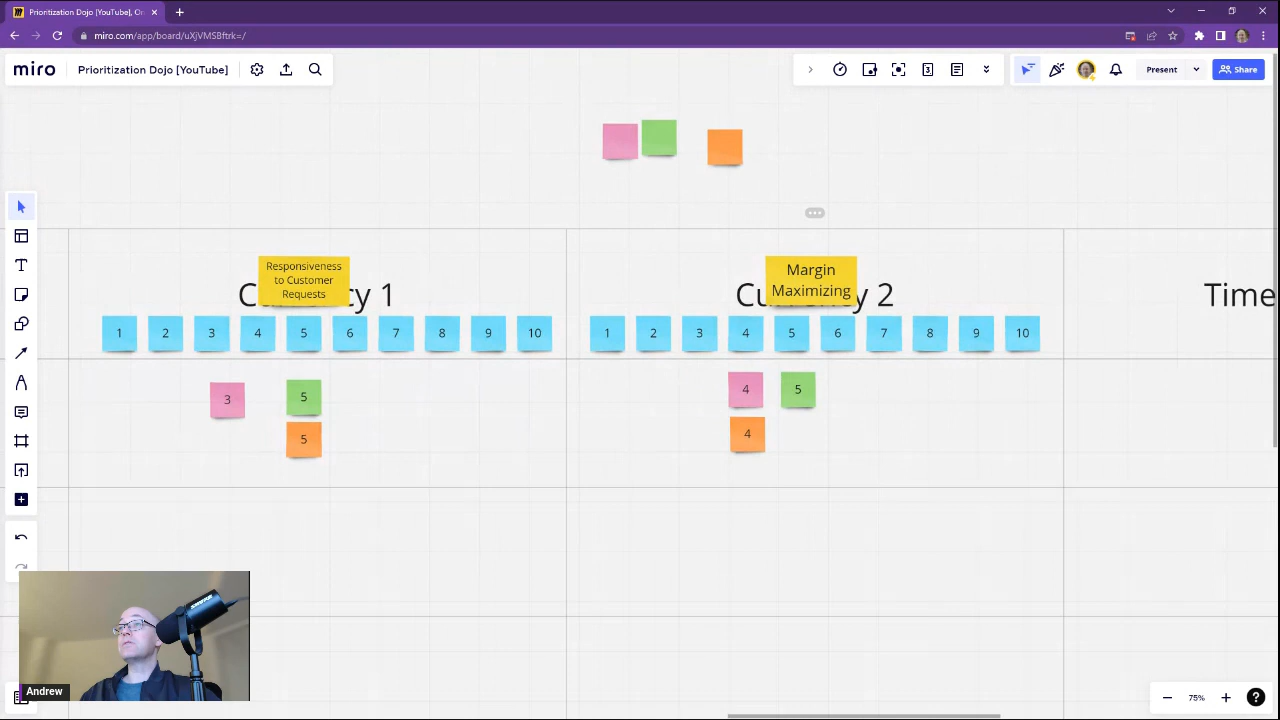 Prioritization Dojo [YouTube], On
miro.com/app/board/uXjVMSBftrk=/
miro
Prioritization Dojo [YouTube]
3
Present
Share
Responsiveness
to Customer
Requests
1
Margin
Maximizing
2
Time
1 2 3 4 5 6 7 8 9 10
1 2 3 4 5 6 7 8 9 10
3
5
5
4
5
4
Andrew
75%